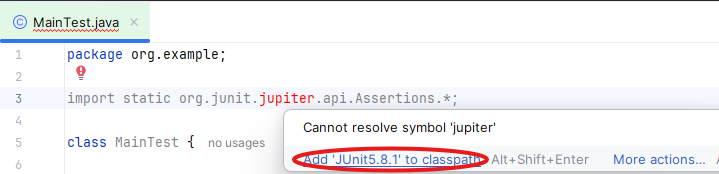 MainTest.java
1 package org.example;
2
3 import static org.junit.jupiter.api.Assertions.*;
4
Cannot resolve symbol 'jupiter'
5 class MainTest { no usages
Add 'JUnit5.8.1' to classpath Alt+Shift+Enter More actions...
6